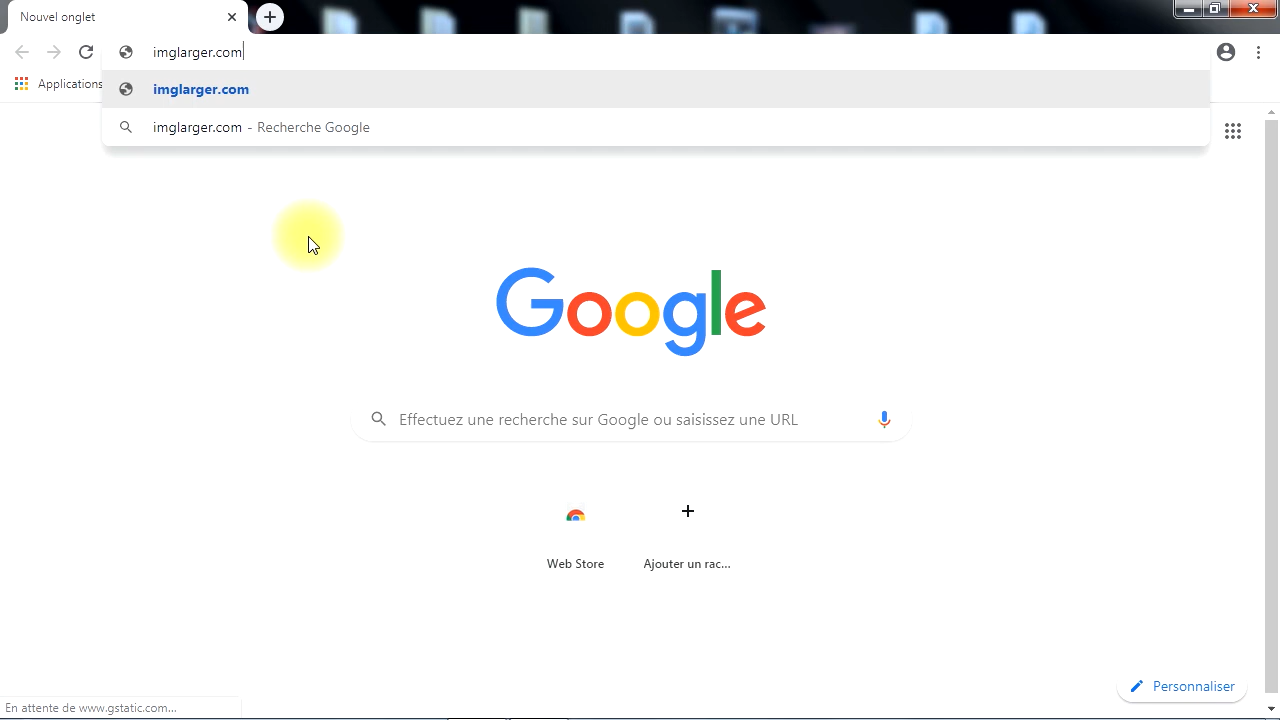 Nouvel onglet
imglarger.com
Applications
imglarger.com
imglarger.com - Recherche Google
Google
Effectuez une recherche sur Google ou saisissez une URL
Web Store
Ajouter un rac...
Personnaliser
En attente de www.gstatic.com...